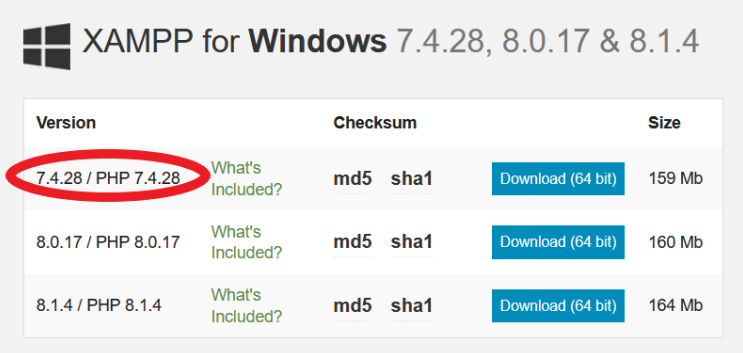 XAMPP for Windows 7.4.28, 8.0.17 & 8.1.4
Version Checksum Size
7.4.28 / PHP 7.4.28 What's Included? md5 sha1 Download (64 bit) 159 Mb
8.0.17 / PHP 8.0.17 What's Included? md5 sha1 Download (64 bit) 160 Mb
8.1.4 / PHP 8.1.4 What's Included? md5 sha1 Download (64 bit) 164 Mb